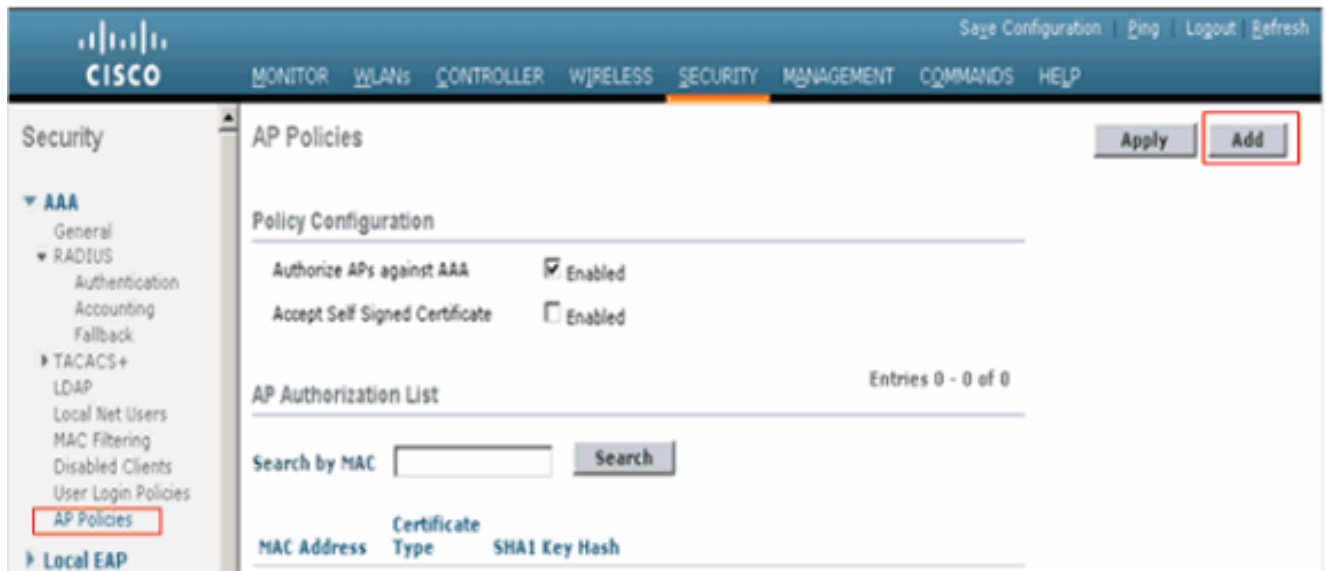 Save Configuration | Ping | Logout | Refresh
CISCO
MONITOR WLANs CONTROLLER WIRELESS SECURITY MANAGEMENT COMMANDS HELP
Security
AAA
General
RADIUS
Authentication
Accounting
Fallback
TACACS+
LDAP
Local Net Users
MAC Filtering
Disabled Clients
User Login Policies
AP Policies
Local EAP
AP Policies
Apply
Add
Policy Configuration
Authorize APs against AAA Enabled
Accept Self Signed Certificate Enabled
AP Authorization List Entries 0 - 0 of 0
Search by MAC Search
MAC Address Certificate Type SHA1 Key Hash